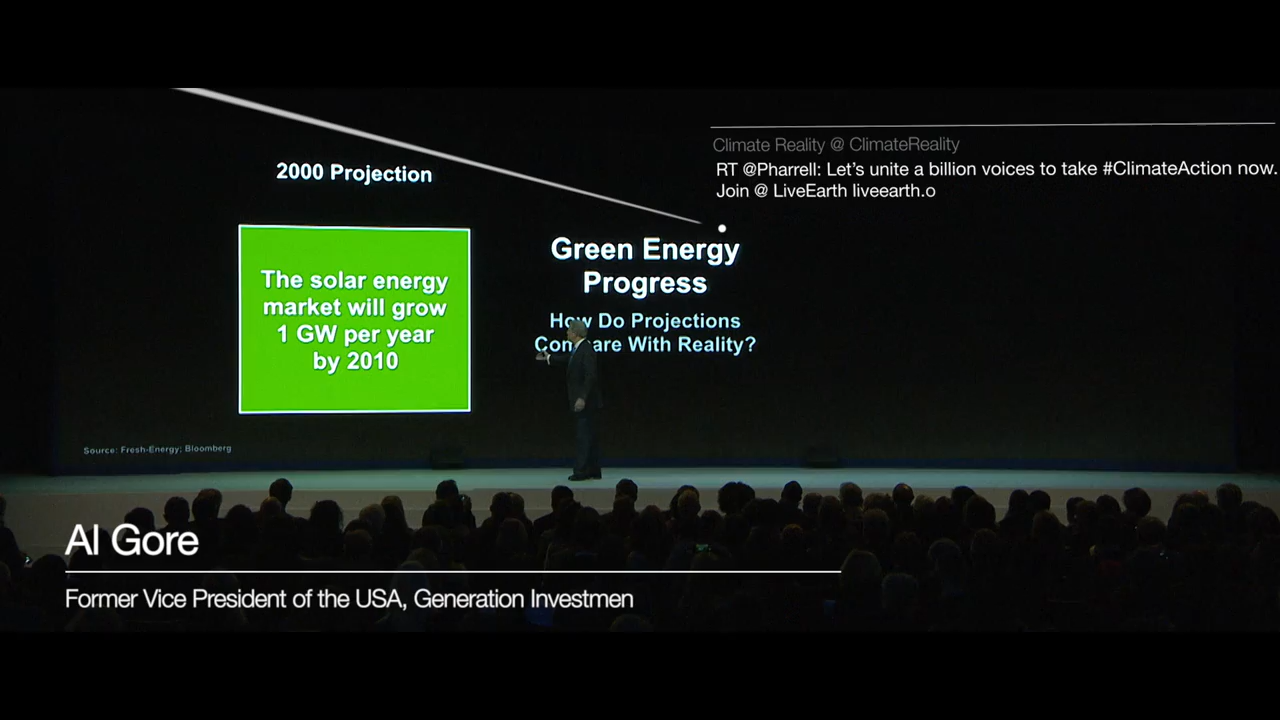 Climate Reality @ ClimateReality
RT @Pharrell: Let's unite a billion voices to take #ClimateAction now.
Join @ LiveEarth liveearth.o
2000 Projection
The solar energy
market will grow
1 GW per year
by 2010
Green Energy
Progress
How Do Projections
Compare With Reality?
Source: Fresh-Energy; Bloomberg
Al Gore
Former Vice President of the USA, Generation Investmen